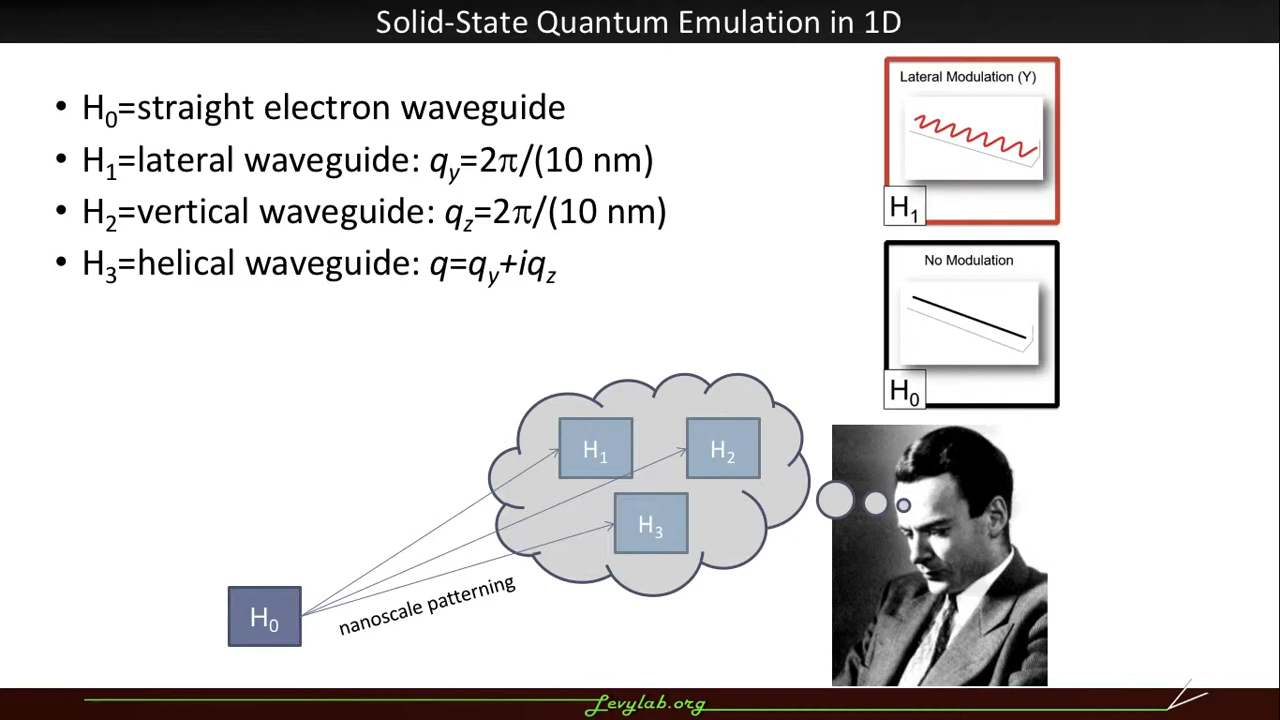 Solid-State Quantum Emulation in 1D
• H₀=straight electron waveguide
• H₁=lateral waveguide: qy=2π/(10 nm)
• H₂=vertical waveguide: qz=2π/(10 nm)
• H₃=helical waveguide: q=qy+iqz
Lateral Modulation (Y)
H₁
No Modulation
H₀
H₁
H₂
H₃
H₀
nanoscale patterning
Levylab.org